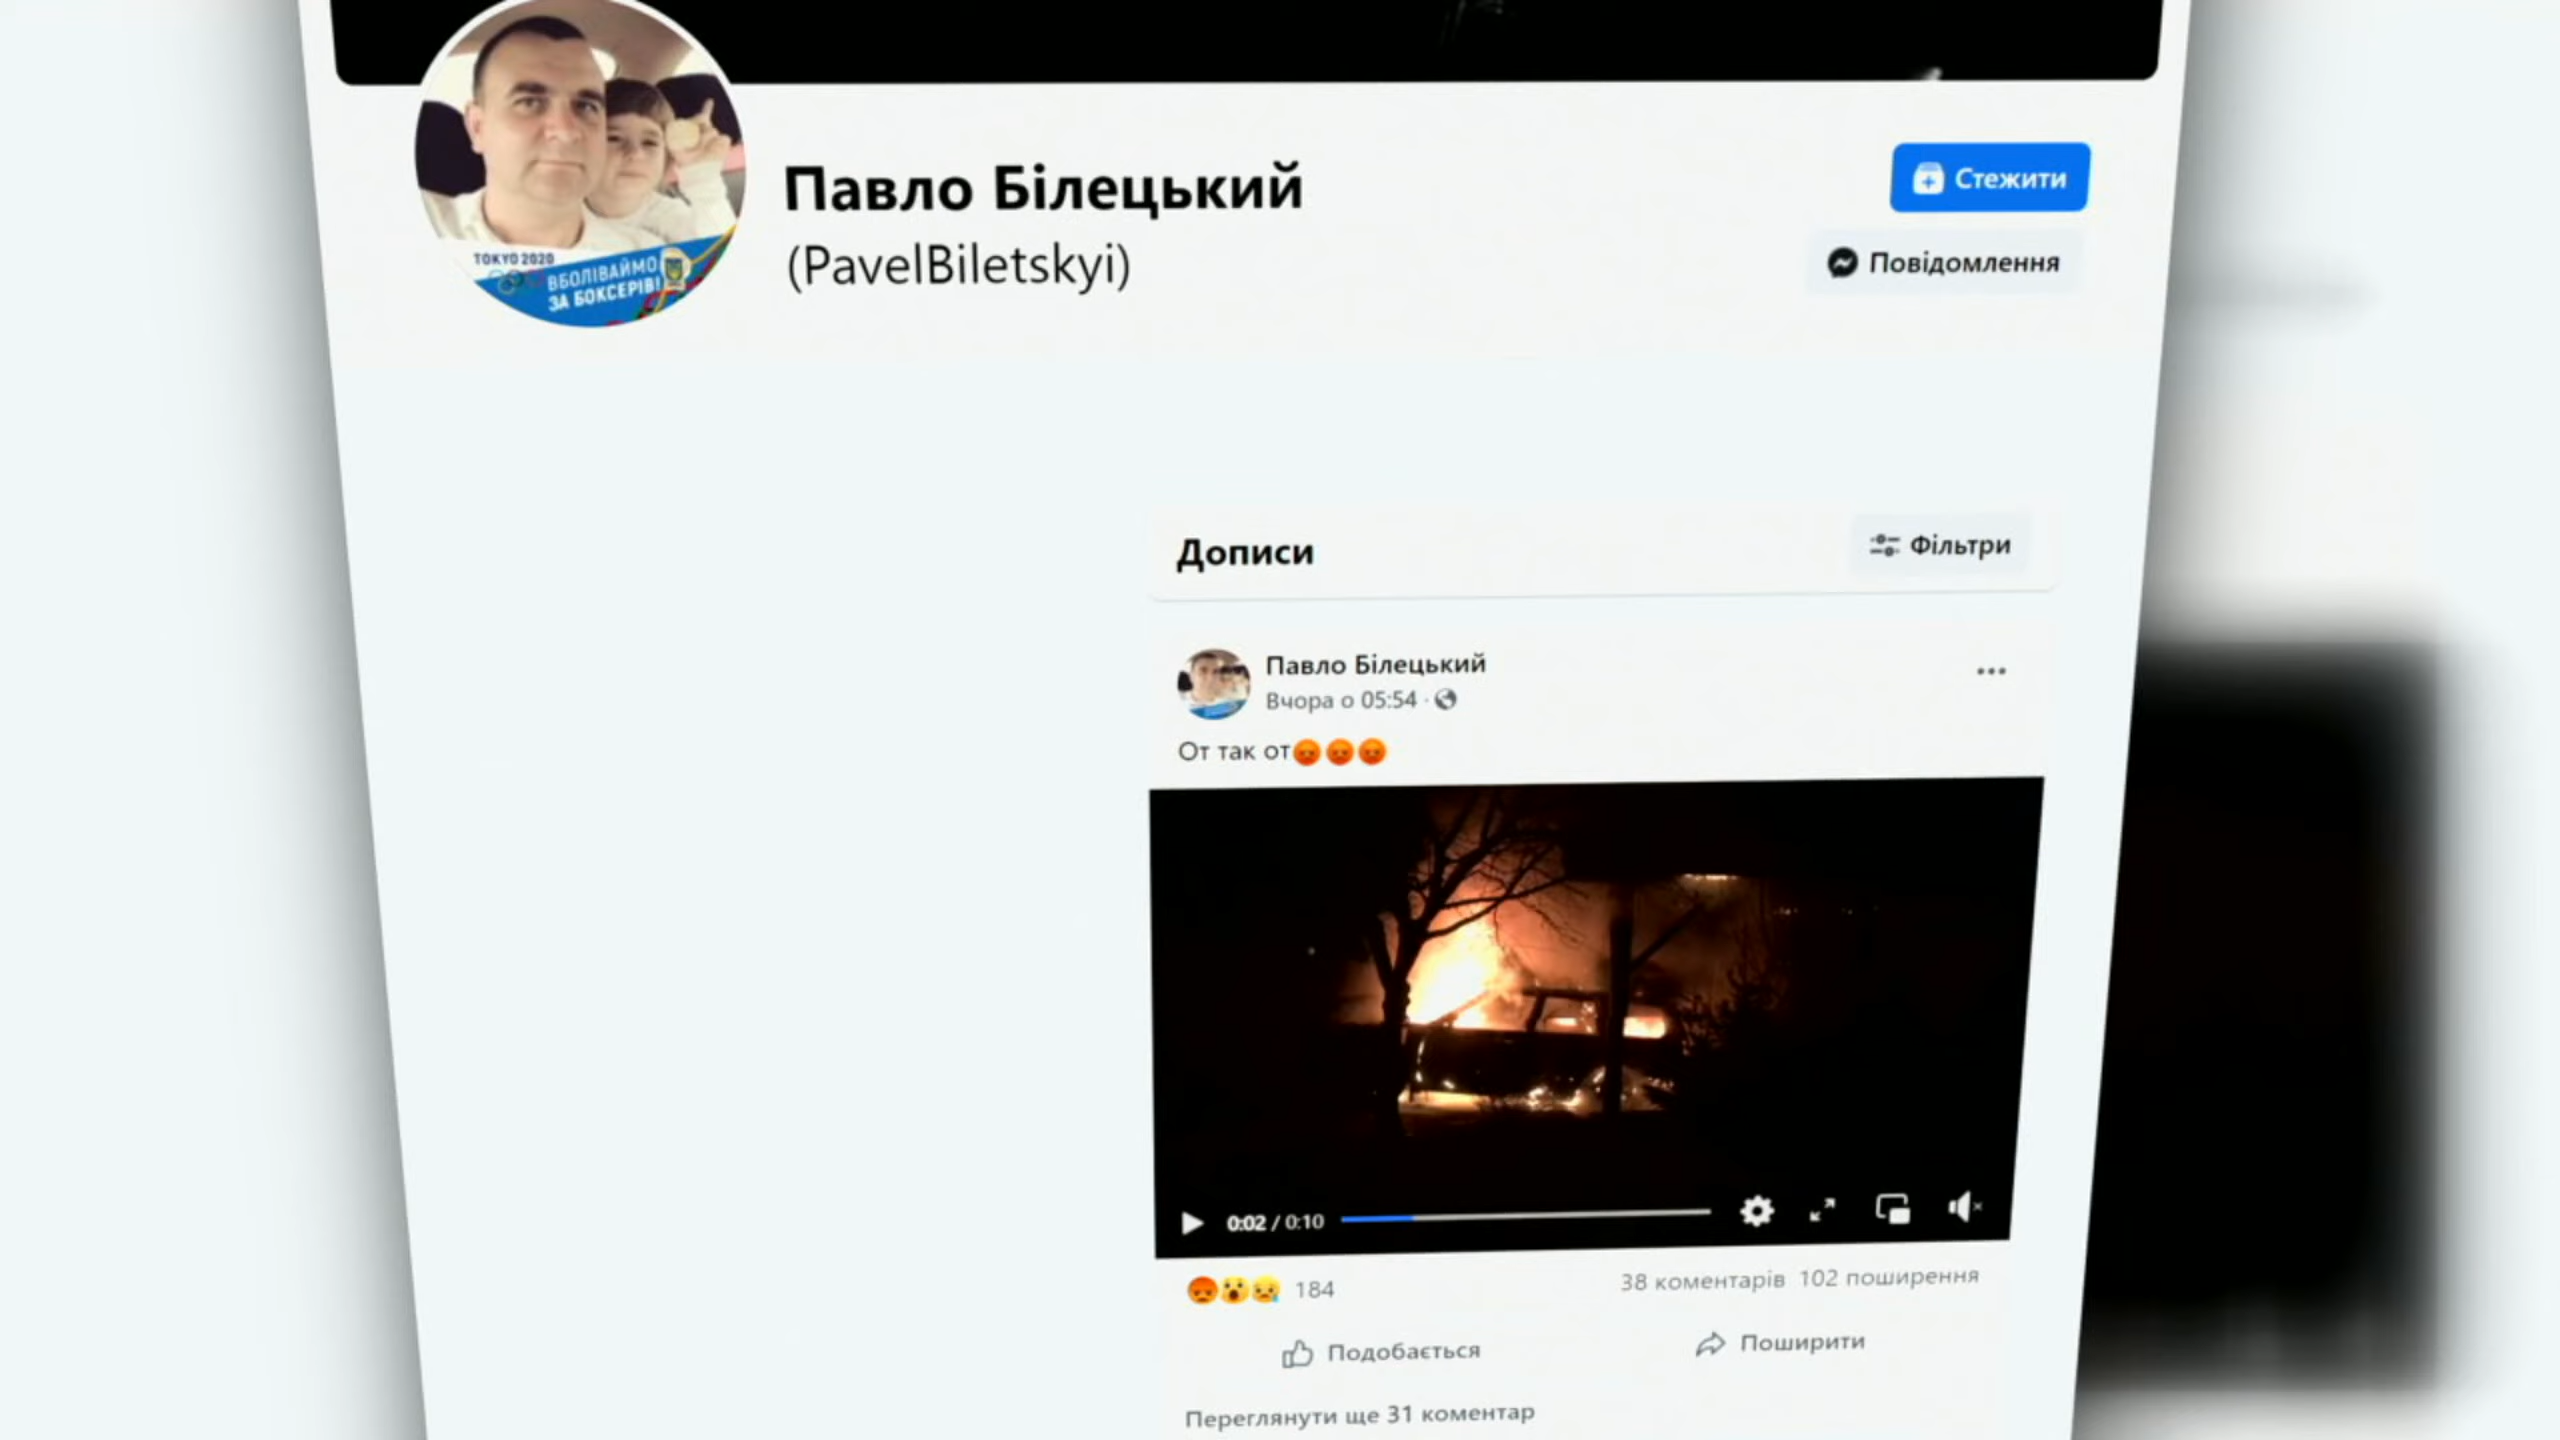 TOKYO 2020
ВБОЛІВАЙМО
ЗА БОКСЕРІВ!
Павло Білецький
(PavelBiletskyi)
Стежити
Повідомлення
Дописи
Фільтри
Павло Білецький
Вчора о 05:54 ·
От так от😡😡😡
0:02 / 0:10
184
38 коментарів 102 поширення
Подобається
Поширити
Переглянути ще 31 коментар